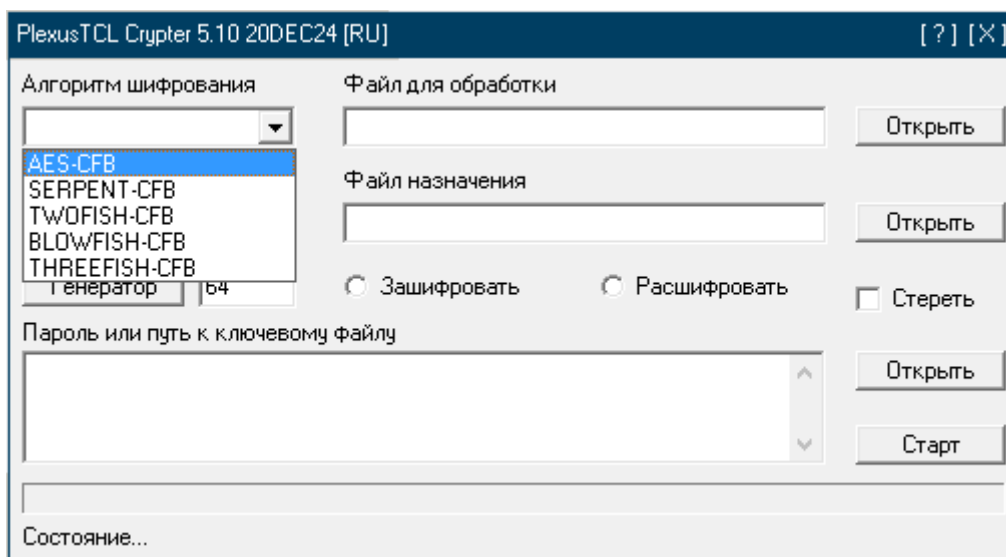 PlexusTCL Crypter 5.10 20DEC24 [RU] [ ? ] [X]
Алгоритм шифрования
Файл для обработки
Открыть
AES-CFB
SERPENT-CFB
TWOFISH-CFB
BLOWFISH-CFB
THREEFISH-CFB
Файл назначения
Открыть
Генератор 64
Зашифровать
Расшифровать
Стереть
Пароль или путь к ключевому файлу
Открыть
Старт
Состояние...